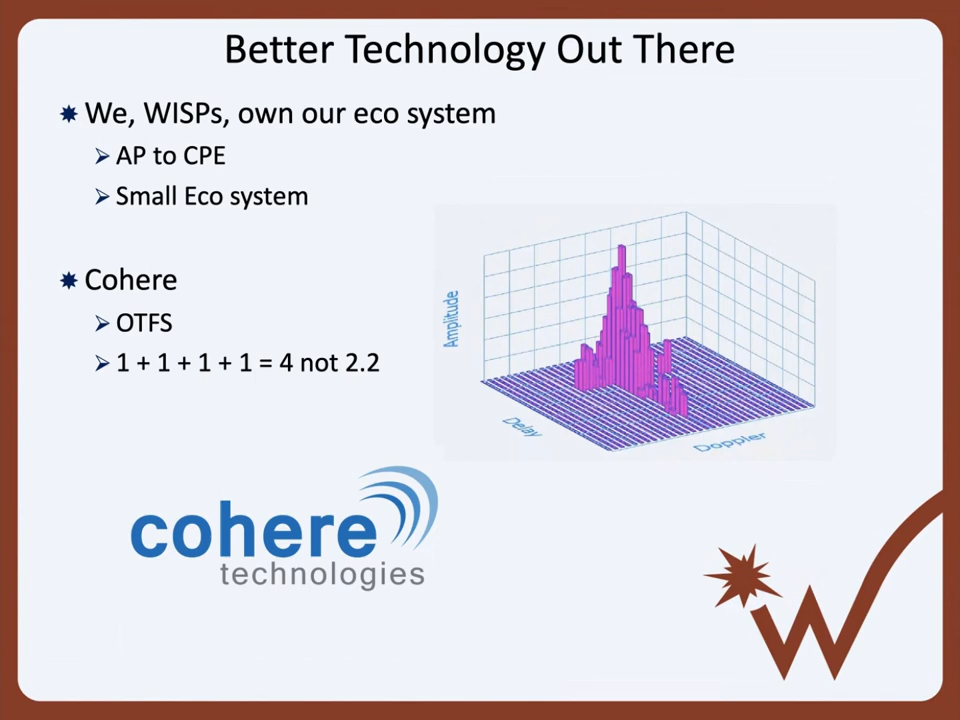 Better Technology Out There
We, WISPs, own our eco system
AP to CPE
Small Eco system
Cohere
OTFS
1 + 1 + 1 + 1 = 4 not 2.2
Amplitude
Delay
Doppler
cohere
technologies
W